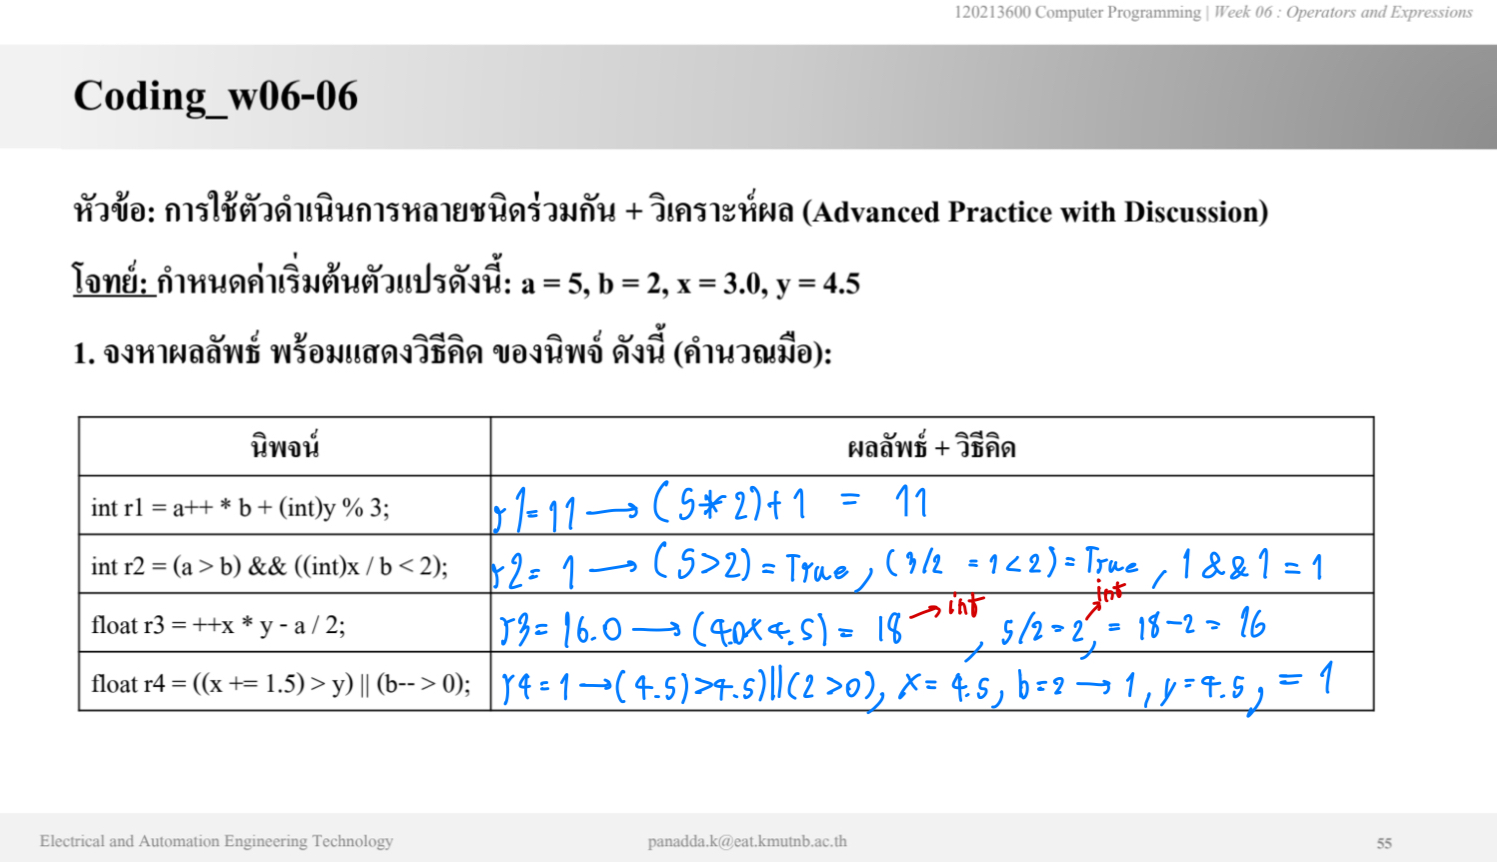 120213600 Computer Programming | Week 06 : Operators and Expressions
Coding_w06-06
หัวข้อ: การใช้ตัวดำเนินการหลายชนิดร่วมกัน + วิเคราะห์ผล (Advanced Practice with Discussion)
โจทย์: กำหนดค่าเริ่มต้นตัวแปรดังนี้: a = 5, b = 2, x = 3.0, y = 4.5
1. จงหาผลลัพธ์ พร้อมแสดงวิธีคิด ของนิพจ์ ดังนี้ (คำนวณมือ):
นิพจน์ ผลลัพธ์ + วิธีคิด
int r1 = a++ * b + (int)y % 3; r1=11 → (5*2)+1 = 11
int r2 = (a > b) && ((int)x / b < 2); r2= 1 → (5>2) = True, (3/2 =1<2)=True, 1&&1=1
→int int
float r3 = ++x * y - a / 2; r3= 16.0 → (4.0×4.5)= 18 , 5/2=2, = 18-2= 16
float r4 = ((x += 1.5) > y) || (b-- > 0); r4=1 →(4.5)>4.5)||(2>0), x=4.5, b=2→1, y=4.5, = 1
Electrical and Automation Engineering Technology panadda.k@eat.kmutnb.ac.th 55